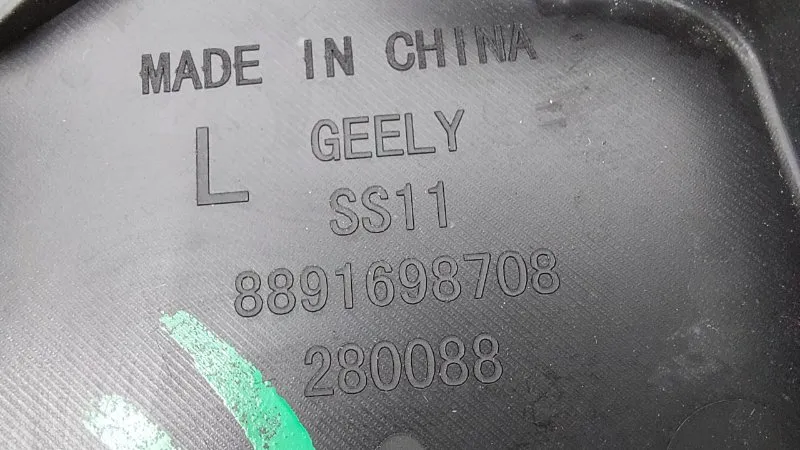 MADE IN CHINA
L
GEELY
SS11
8891698708
280088